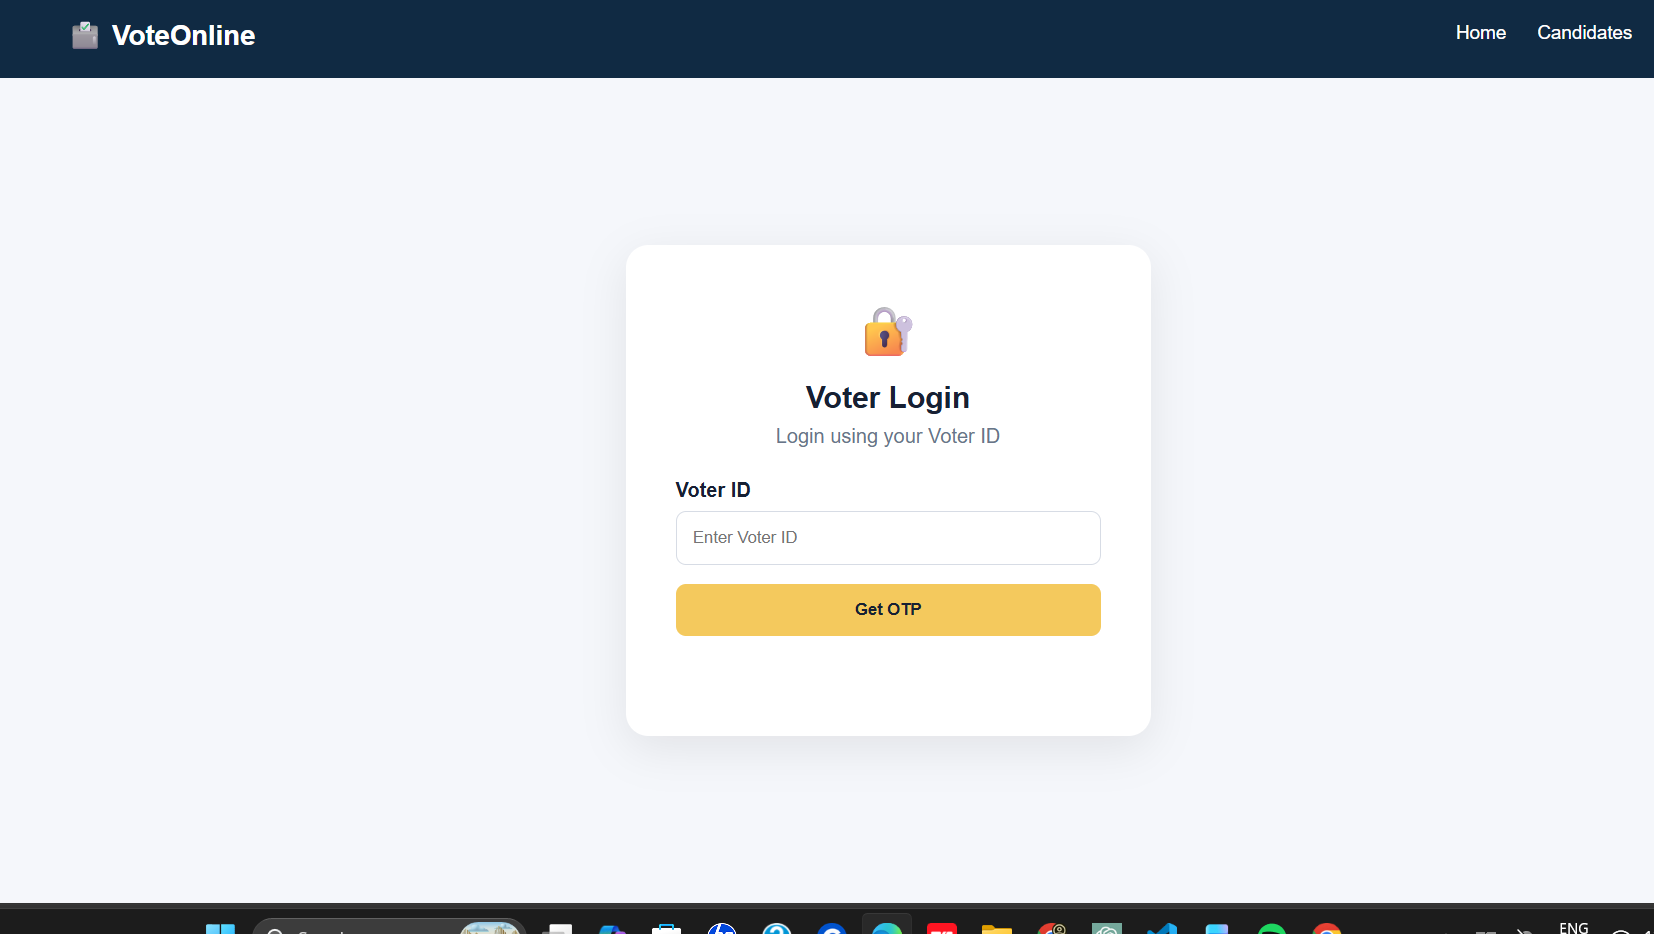 VoteOnline
Home
Candidates
Voter Login
Login using your Voter ID
Voter ID
Enter Voter ID
Get OTP
ENG